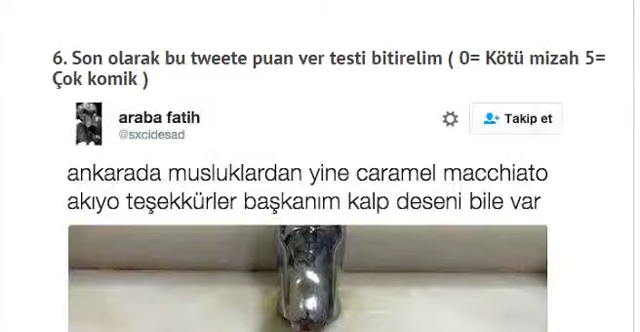 6. Son olarak bu tweete puan ver testi bitirelim ( 0= Kötü mizah 5=
Çok komik )
araba fatih
@sxcidesad
Takip et
ankarada musluklardan yine caramel macchiato
akıyo teşekkürler başkanım kalp deseni bile var